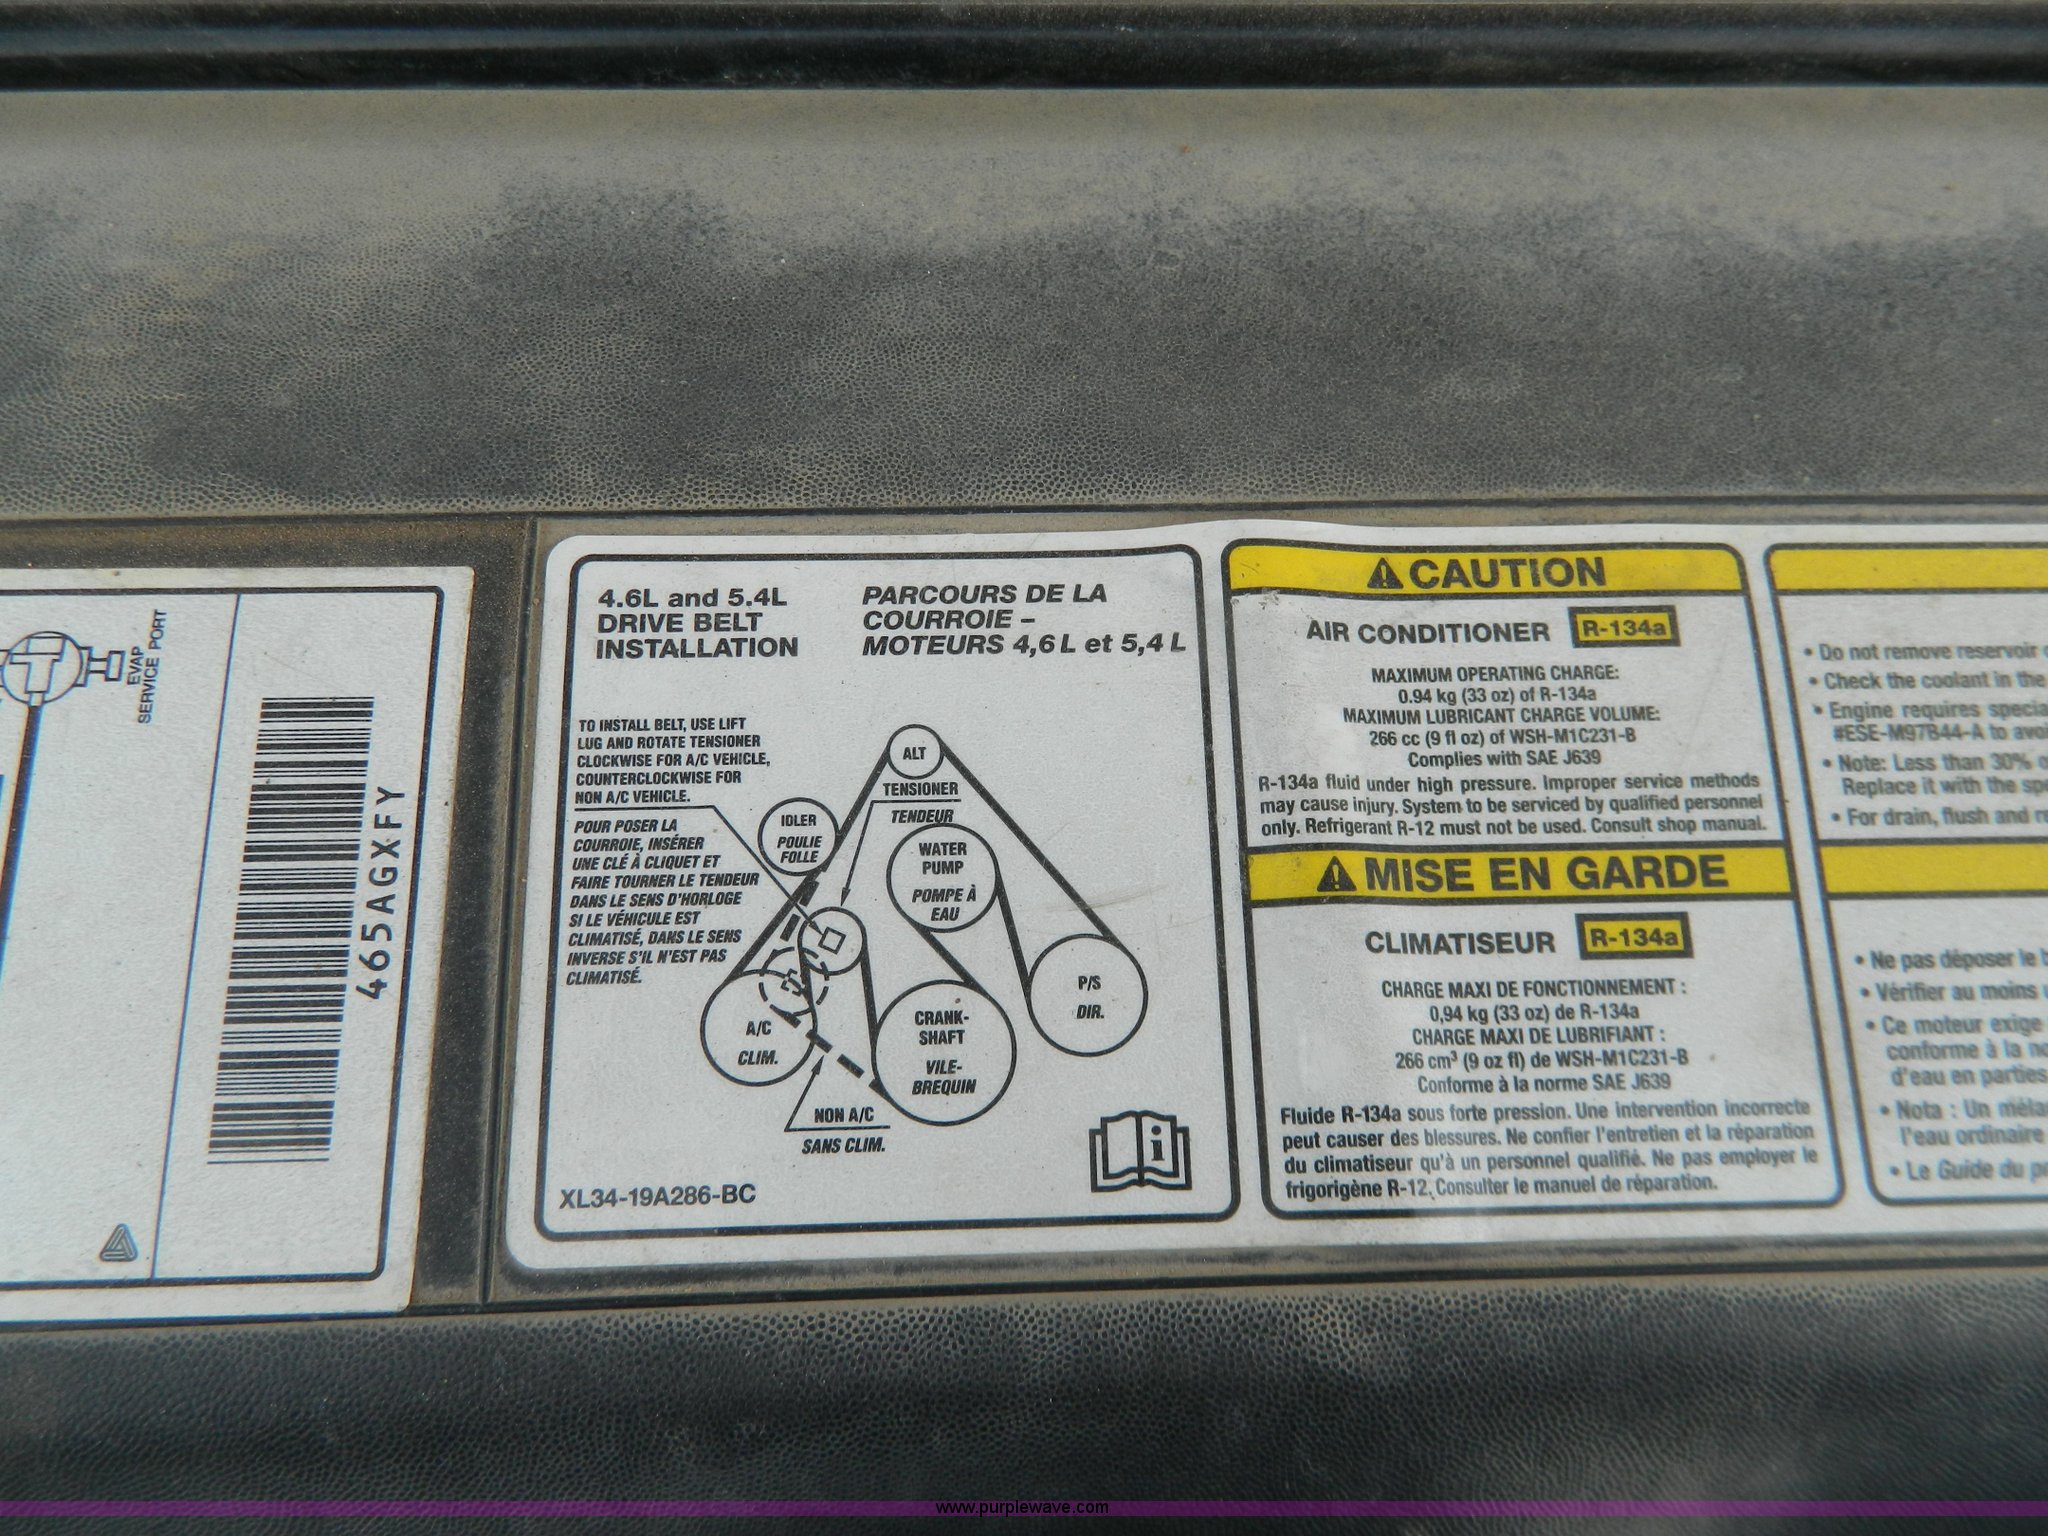 EVAP
SERVICE PORT
465AGXFY
4.6L and 5.4L
DRIVE BELT
INSTALLATION
PARCOURS DE LA
COURROIE –
MOTEURS 4,6 L et 5,4 L
TO INSTALL BELT, USE LIFT
LUG AND ROTATE TENSIONER
CLOCKWISE FOR A/C VEHICLE,
COUNTERCLOCKWISE FOR
NON A/C VEHICLE.
POUR POSER LA
COURROIE, INSÉRER
UNE CLÉ À CLIQUET ET
FAIRE TOURNER LE TENDEUR
DANS LE SENS D'HORLOGE
SI LE VÉHICULE EST
CLIMATISÉ, DANS LE SENS
INVERSE S'IL N'EST PAS
CLIMATISÉ.
ALT
TENSIONER
TENDEUR
IDLER
POULIE
FOLLE
WATER
PUMP
POMPE À
EAU
P/S
DIR.
A/C
CLIM.
CRANK-
SHAFT
VILE-
BREQUIN
NON A/C
SANS CLIM.
i
XL34-19A286-BC
CAUTION
AIR CONDITIONER R-134a
MAXIMUM OPERATING CHARGE:
0.94 kg (33 oz) of R-134a
MAXIMUM LUBRICANT CHARGE VOLUME:
266 cc (9 fl oz) of WSH-M1C231-B
Complies with SAE J639
R-134a fluid under high pressure. Improper service methods
may cause injury. System to be serviced by qualified personnel
only. Refrigerant R-12 must not be used. Consult shop manual.
MISE EN GARDE
CLIMATISEUR R-134a
CHARGE MAXI DE FONCTIONNEMENT :
0,94 kg (33 oz) de R-134a
CHARGE MAXI DE LUBRIFIANT :
266 cm³ (9 oz fl) de WSH-M1C231-B
Conforme à la norme SAE J639
Fluide R-134a sous forte pression. Une intervention incorrecte
peut causer des blessures. Ne confier l'entretien et la réparation
du climatiseur qu'à un personnel qualifié. Ne pas employer le
frigorigène R-12. Consulter le manuel de réparation.
• Do not remove reservoir
• Check the coolant in the
• Engine requires
#ESE-M97B44-A to
• Note: Less than 30%
Replace it with the
• For drain, flush and
• Ne pas déposer le
• Vérifier au moins
• Ce moteur exige
conforme à la
d'eau en parties
• Nota : Un
l'eau ordinaire
• Le Guide du
www.purplewave.com